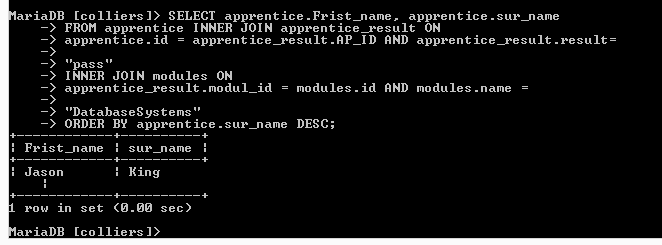 MariaDB [colliers]> SELECT apprentice.Frist_name, apprentice.sur_name
    -> FROM apprentice INNER JOIN apprentice_result ON
    -> apprentice.id = apprentice_result.AP_ID AND apprentice_result.result=
    ->
    -> "pass"
    -> INNER JOIN modules ON
    -> apprentice_result.modul_id = modules.id AND modules.name =
    ->
    -> "DatabaseSystems"
    -> ORDER BY apprentice.sur_name DESC;
+------------+----------+
| Frist_name | sur_name |
+------------+----------+
| Jason      | King
    |
+------------+----------+
1 row in set (0.00 sec)
MariaDB [colliers]>